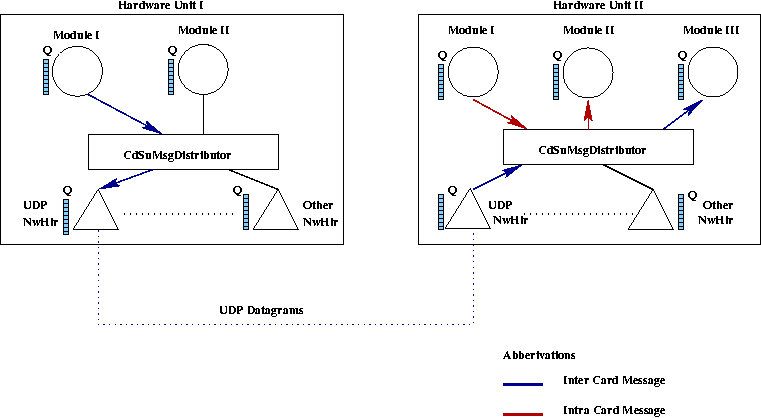 Hardware Unit I
Hardware Unit II
Module I
Module II
Module I
Module II
Module III
Q
Q
Q
Q
Q
CdSuMsgDistributor
CdSuMsgDistributor
Q
Q
Q
Q
UDP
NwHlr
Other
NwHlr
UDP
NwHlr
Other
NwHlr
UDP Datagrams
Abberivations
Inter Card Message
Intra Card Message